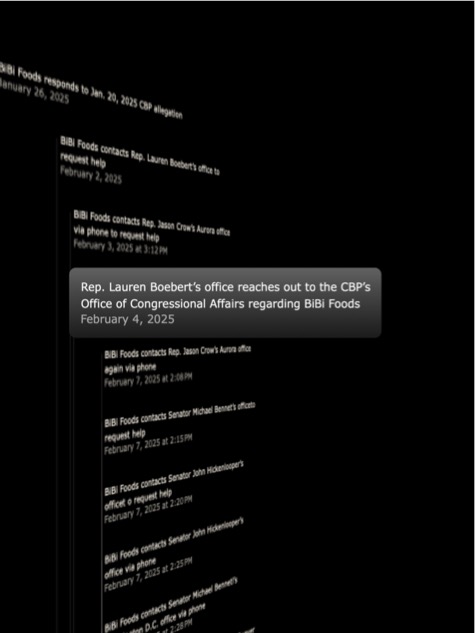 BiBi Foods responds to Jan. 20, 2025 CBP allegation
January 26, 2025
BiBi Foods contacts Rep. Lauren Boebert's office to
request help
February 2, 2025
BiBi Foods contacts Rep. Jason Crow's Aurora office
via phone to request help
February 3, 2025 at 3:12 PM
Rep. Lauren Boebert's office reaches out to the CBP's
Office of Congressional Affairs regarding BiBi Foods
February 4, 2025
BiBi Foods contacts Rep. Jason Crow's Aurora office
again via phone
February 7, 2025 at 2:08 PM
BiBi Foods contacts Senator Michael Bennet's officeto
request help
February 7, 2025 at 2:15 PM
BiBi Foods contacts Senator John Hickenlooper's
officet o request help
February 7, 2025 at 2:20 PM
BiBi Foods contacts Senator John Hickenlooper's
office via phone
February 7, 2025 at 2:25 PM
BiBi Foods contacts Senator Michael Bennet's
D.C. office via phone
2025 at 2:28 PM